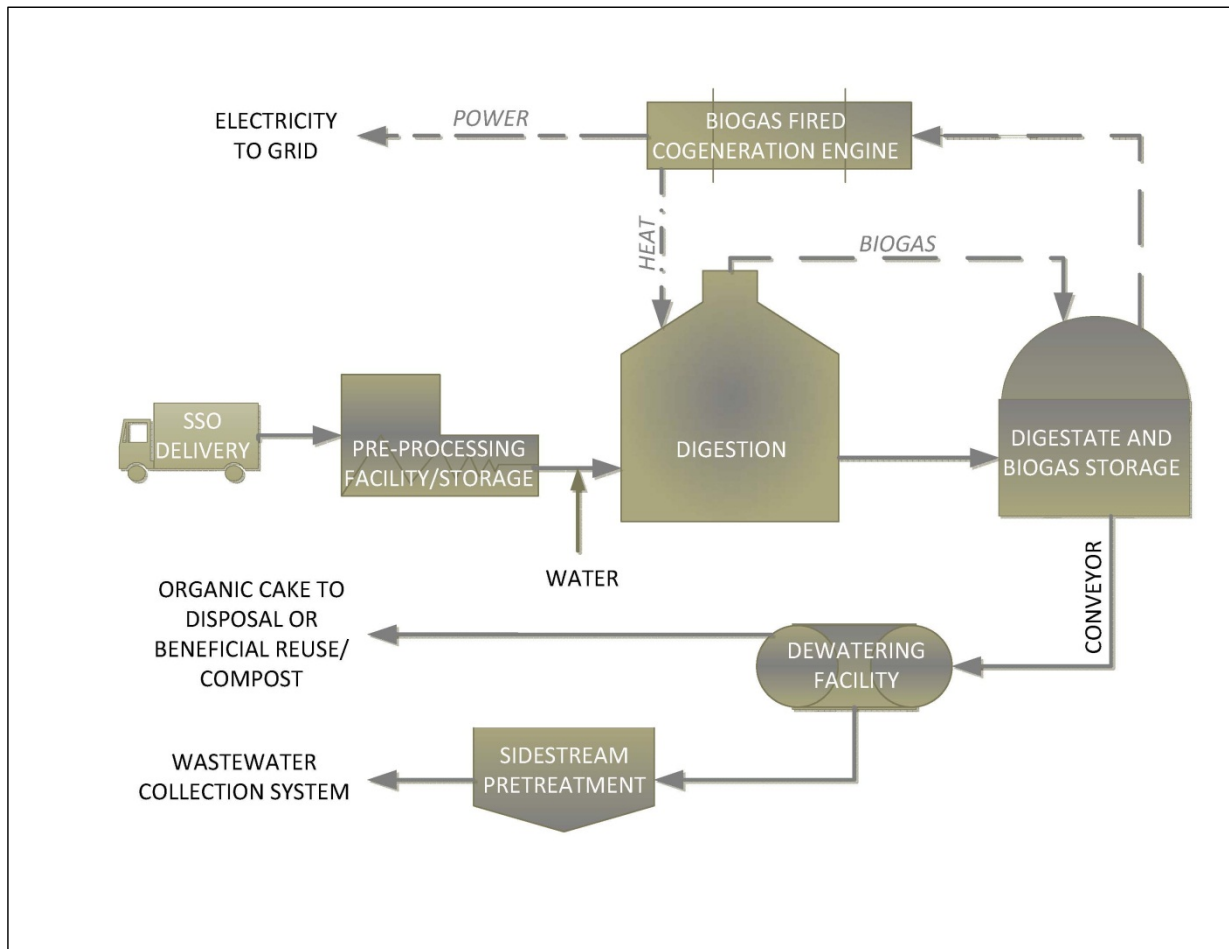 ELECTRICITY
TO GRID
POWER
BIOGAS FIRED
COGENERATION ENGINE
HEAT
BIOGAS
SSO
DELIVERY
PRE-PROCESSING
FACILITY/STORAGE
DIGESTION
DIGESTATE AND
BIOGAS STORAGE
WATER
CONVEYOR
ORGANIC CAKE TO
DISPOSAL OR
BENEFICIAL REUSE/
COMPOST
DEWATERING
FACILITY
SIDESTREAM
PRETREATMENT
WASTEWATER
COLLECTION SYSTEM